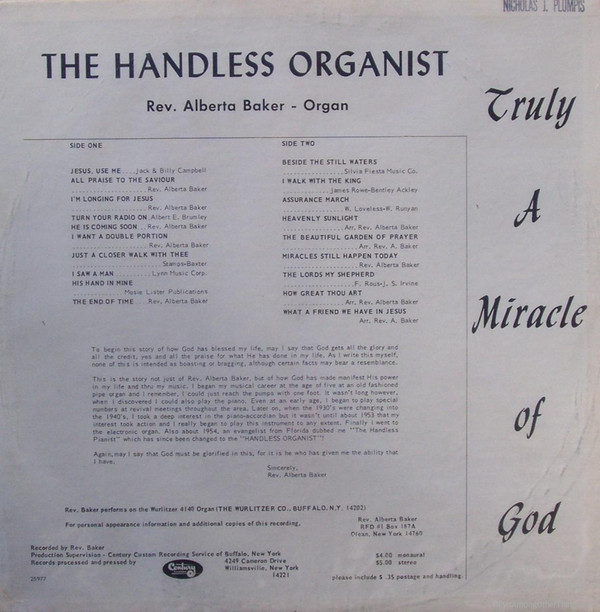 NICHOLAS J. PLUMPIS
THE HANDLESS ORGANIST
Rev. Alberta Baker - Organ
SIDE ONE
JESUS, USE ME....Jack & Billy Campbell
ALL PRAISE TO THE SAVIOUR
....................Rev. Alberta Baker
I'M LONGING FOR JESUS
....................Rev. Alberta Baker
TURN YOUR RADIO ON.Albert E. Brumley
HE IS COMING SOON...Rev. Alberta Baker
I WANT A DOUBLE PORTION
....................Rev. Alberta Baker
JUST A CLOSER WALK WITH THEE
....................Stanps-Baxter
I SAW A MAN........Lynn Music Corp.
HIS HAND IN MINE
............Music Lister Publications
THE END OF TIME....Rev. Alberta Baker
SIDE TWO
BESIDE THE STILL WATERS
................Silvia Fiesta Music Co.
I WALK WITH THE KING
............James Rowe-Bentley Ackley
ASSURANCE MARCH
................W. Loveless-W. Runyan
HEAVENLY SUNLIGHT
................Arr. Rev. Alberta Baker
THE BEAUTIFUL GARDEN OF PRAYER
....................Arr. Rev. A. Baker
MIRACLES STILL HAPPEN TODAY
....................Rev. Alberta Baker
THE LORDS MY SHEPHERD
....................F. Rous-J. S. Irvine
HOW GREAT THOU ART
................Arr. Rev. Alberta Baker
WHAT A FRIEND WE HAVE IN JESUS
....................Arr. Rev. A. Baker
To begin this story of how God has blessed my life, may I say that God gets all the glory and
all the credit, yes and all the praise for what He has done in my life. As I write this myself,
none of this is intended as boasting or bragging, although certain facts may bear a resemblance.
This is the story not just of Rev. Alberta Baker, but of how God has made manifest His power
in my life and thru my music. I began my musical career at the age of five at an old fashioned
pipe organ and I remember, I could just reach the pumps with one foot. It wasn't long however,
when I discovered I could also play the piano. Even at an early age, I began to play special
numbers at revival meetings throughout the area. Later on, when the 1930's were changing into
the 1940's, I took a deep interest in the piano-accordian but it wasn't until about 1953 that my
interest took action and I really began to play this instrument to any extent. Finally I went to
the electronic organ. Also about 1954, an evangelist from Florida dubbed me "The Handless
Pianist" which has since been changed to the "HANDLESS ORGANIST"!
Again, may I say that God must be glorified in this, for it is he who has given me the ability that
I have.
Sincerely,
Rev. Alberta Baker
Rev. Baker performs on the Wurlitzer 4140 Organ (THE WURLITZER CO., BUFFALO, N.Y. 14202)
For personal appearance information and additional copies of this recording.
Rev. Alberta Baker
RFD #1 Box 187A
Olean, New York 14760
Recorded by Rev. Baker
Production Supervision - Century Custom Recording Service of Buffalo, New York
Records processed and pressed by
Century
4249 Cameron Drive
Williamsville, New York
14221
$4.00 monaural
$5.00 stereo
please include $ .25 postage and handling
22977
Truly
A
Miracle
of
God